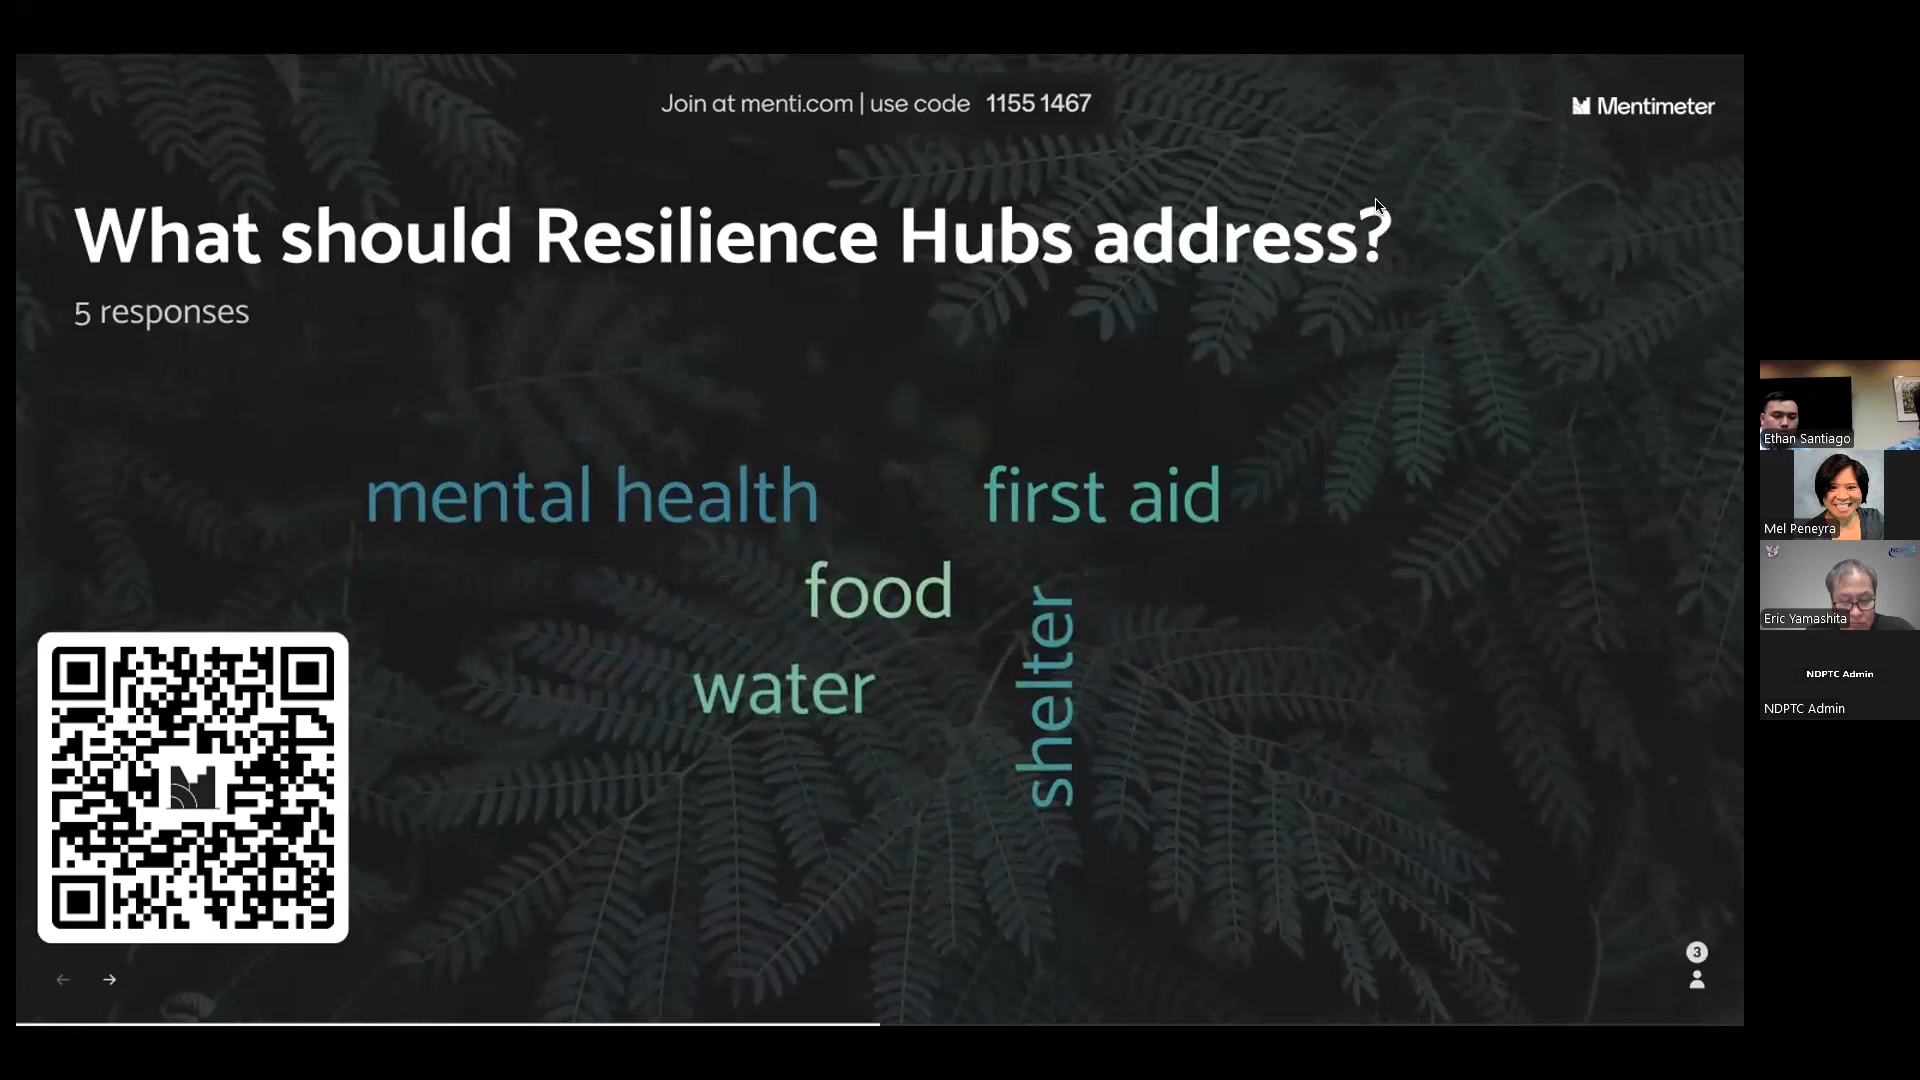 Join at menti.com | use code 1155 1467
Mentimeter
What should Resilience Hubs address?
5 responses
mental health
first aid
food
water
shelter
3
Ethan Santiago
Mel Peneyra
NDPTC
Eric Yamashita
NDPTC Admin
NDPTC Admin